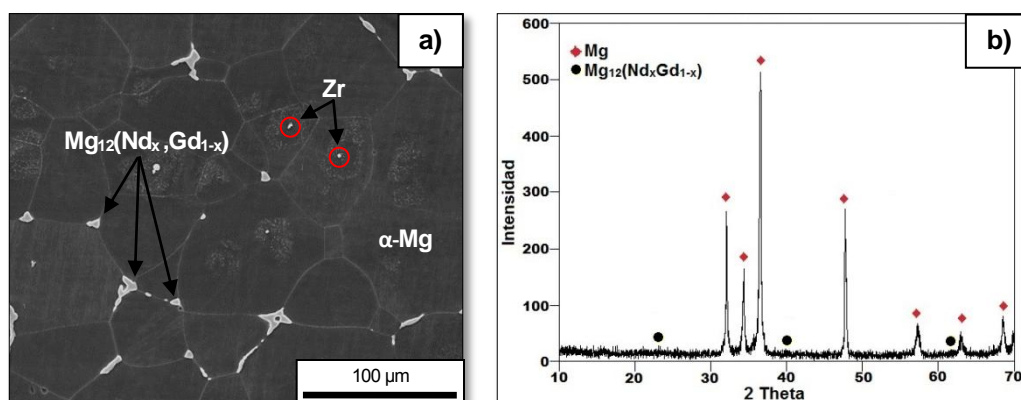 a)
Zr
Mg₁₂(Ndₓ,Gd₁₋ₓ)
α-Mg
100 µm
b)
Mg
Mg₁₂(NdₓGd₁₋ₓ)
Intensidad
600
500
400
300
200
100
0
10 20 30 40 50 60 70
2 Theta